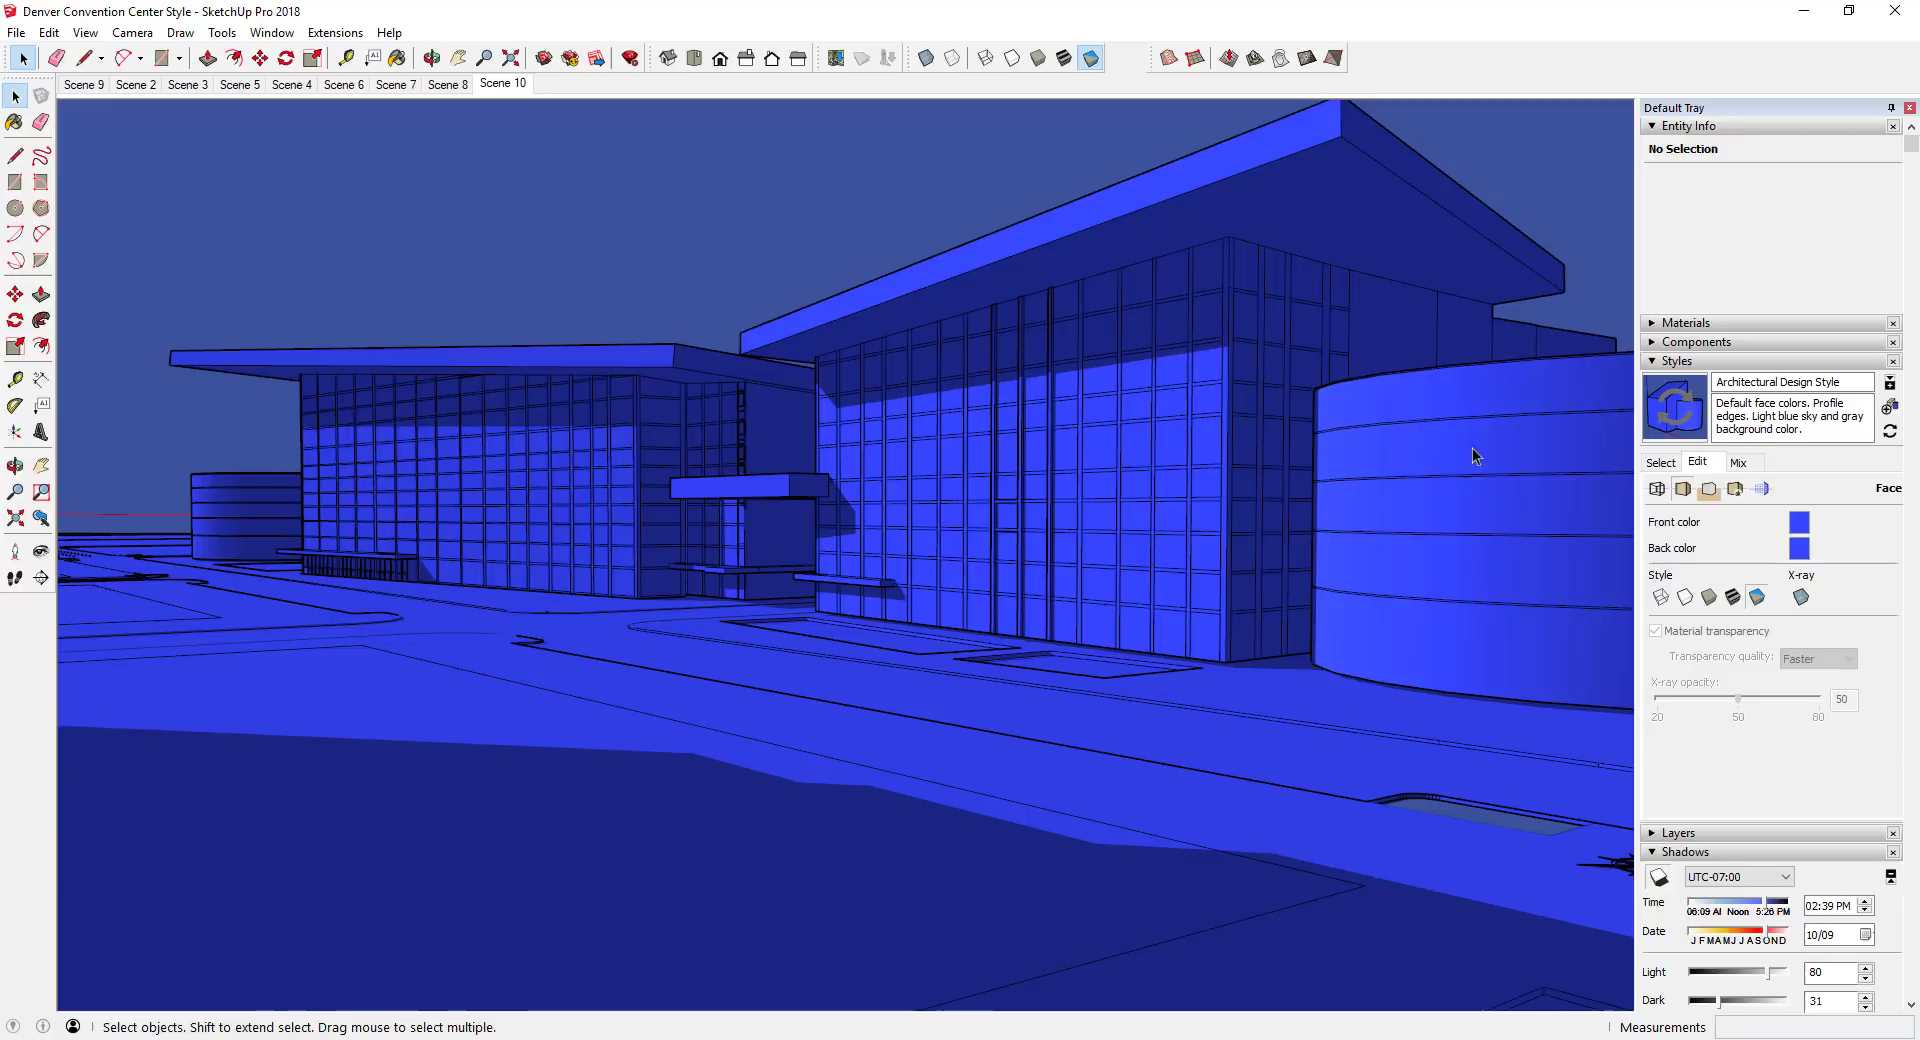 Denver Convention Center Style - SketchUp Pro 2018
File Edit View Camera Draw Tools Window Extensions Help
Scene 9 Scene 2 Scene 3 Scene 5 Scene 4 Scene 6 Scene 7 Scene 8 Scene 10
Default Tray
Entity Info
No Selection
Materials
Components
Styles
Architectural Design Style
Default face colors. Profile
edges. Light blue sky and gray
background color.
Select Edit Mix
Face
Front color
Back color
Style X-ray
Material transparency
Transparency quality: Faster
X-ray opacity:
50
20 50 80
Layers
Shadows
UTC-07:00
Time 02:39 PM
06:09 AI Noon 5:26 PM
Date 10/09
J F M A M J J A S O N D
Light 80
Dark 31
Select objects. Shift to extend select. Drag mouse to select multiple.
Measurements